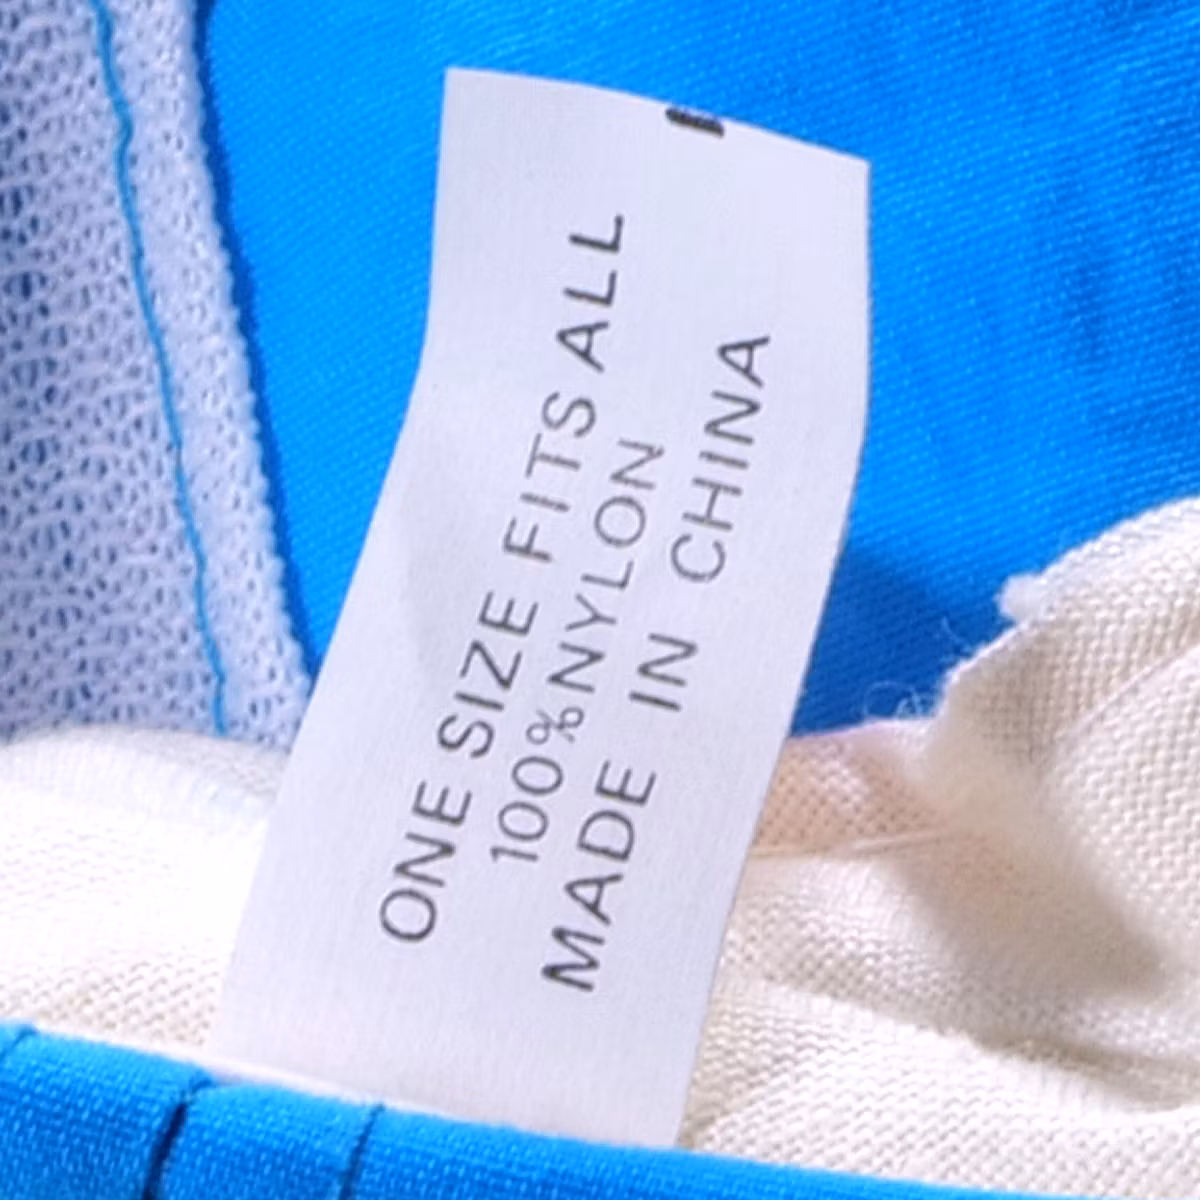 ONE SIZE FITS ALL
100% NYLON
MADE IN CHINA